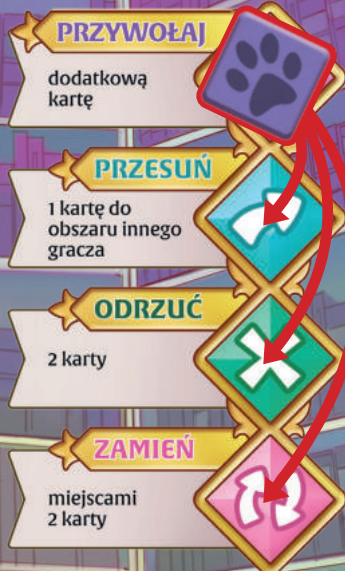 PRZYWOŁAJ
dodatkową
kartę
PRZESUŃ
1 kartę do
obszaru innego
gracza
ODRZUĆ
2 karty
ZAMIEŃ
miejscami
2 karty